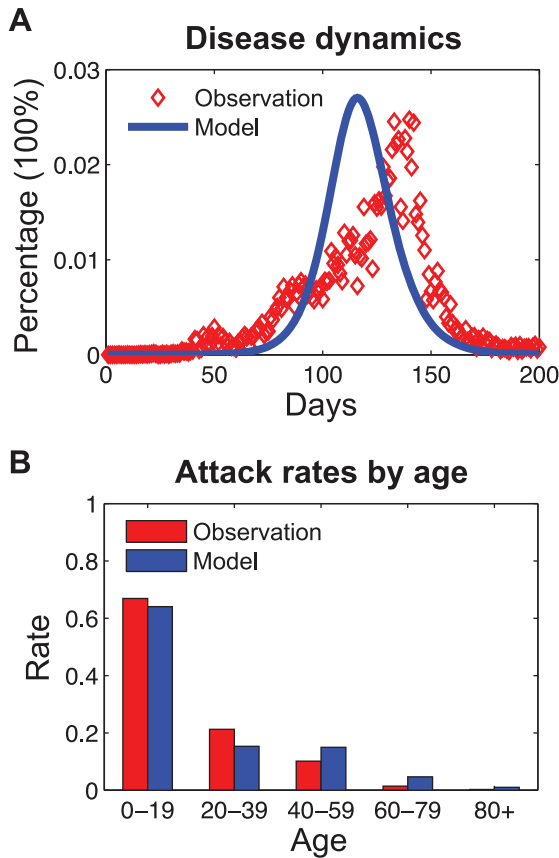 A
Disease dynamics
Percentage (100%)
0.03
0.02
0.01
0
Observation
Model
0 50 100 150 200
Days
B
Attack rates by age
Rate
1
0.8
0.6
0.4
0.2
0
Observation
Model
0–19 20–39 40–59 60–79 80+
Age